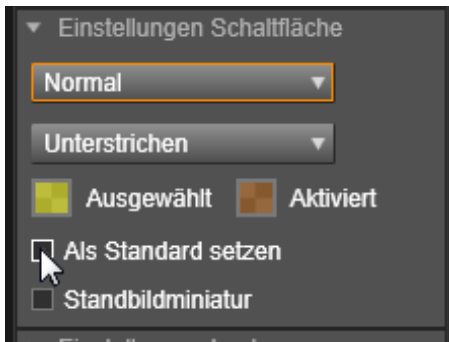 Einstellungen Schaltfläche
Normal
Unterstrichen
Ausgewählt Aktiviert
Als Standard setzen
Standbildminiatur